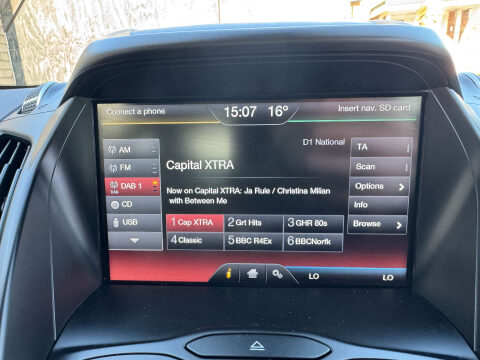 Connect a phone 15:07 16° Insert nav. SD card
D1 National
AM
FM
DAB 1
CD
USB
Capital XTRA
Now on Capital XTRA: Ja Rule / Christina Milian
with Between Me
1 Cap XTRA 2 Grt Hits 3 GHR 80s
4 Classic 5 BBC R4Ex 6 BBCNorfk
TA
Scan
Options
Info
Browse
LO LO